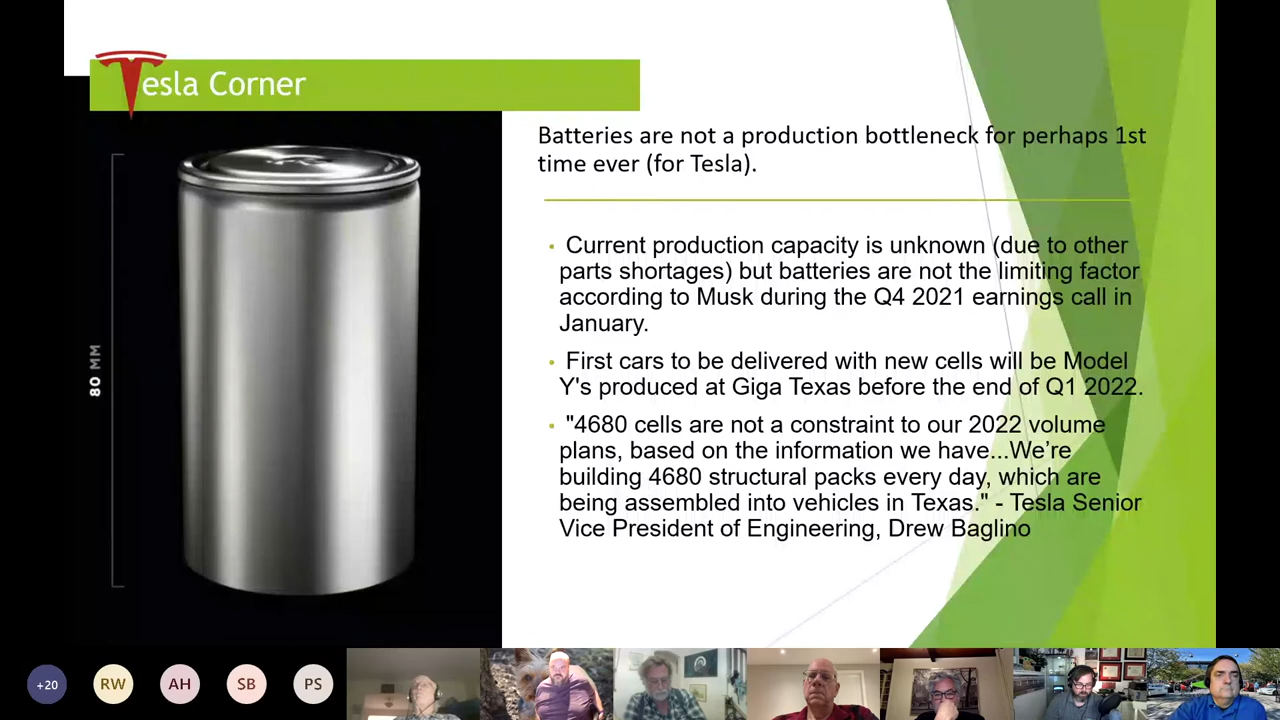 Tesla Corner
Batteries are not a production bottleneck for perhaps 1st
time ever (for Tesla).
Current production capacity is unknown (due to other
parts shortages) but batteries are not the limiting factor
according to Musk during the Q4 2021 earnings call in
January.
First cars to be delivered with new cells will be Model
Y's produced at Giga Texas before the end of Q1 2022.
"4680 cells are not a constraint to our 2022 volume
plans, based on the information we have...We’re
building 4680 structural packs every day, which are
being assembled into vehicles in Texas." - Tesla Senior
Vice President of Engineering, Drew Baglino
80 MM
+20
RW
AH
SB
PS